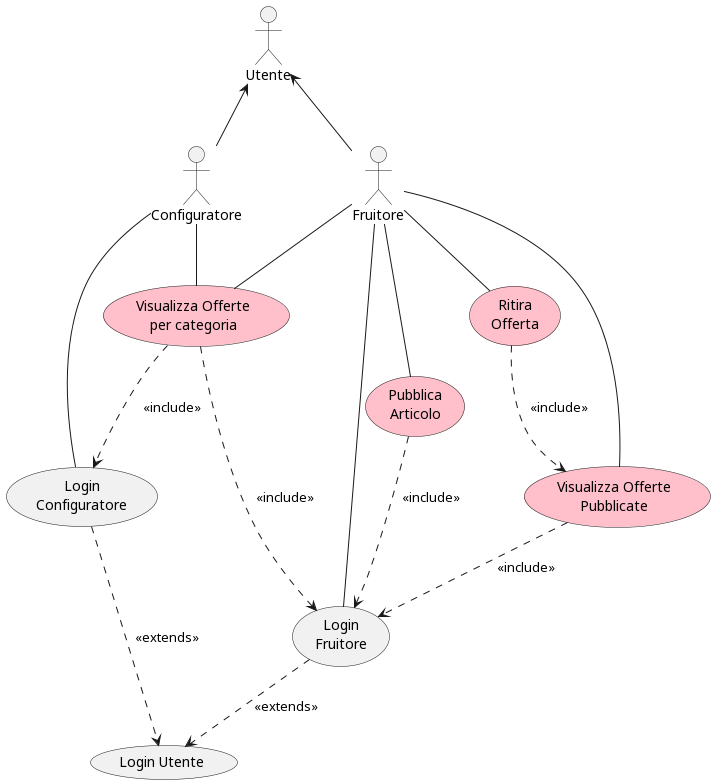 Utente
Configuratore
Fruitore
Visualizza Offerte
per categoria
Ritira
Offerta
Pubblica
Articolo
«include»
«include»
Login
Configuratore
Visualizza Offerte
Pubblicate
«include»
«include»
«include»
Login
Fruitore
«extends»
«extends»
Login Utente